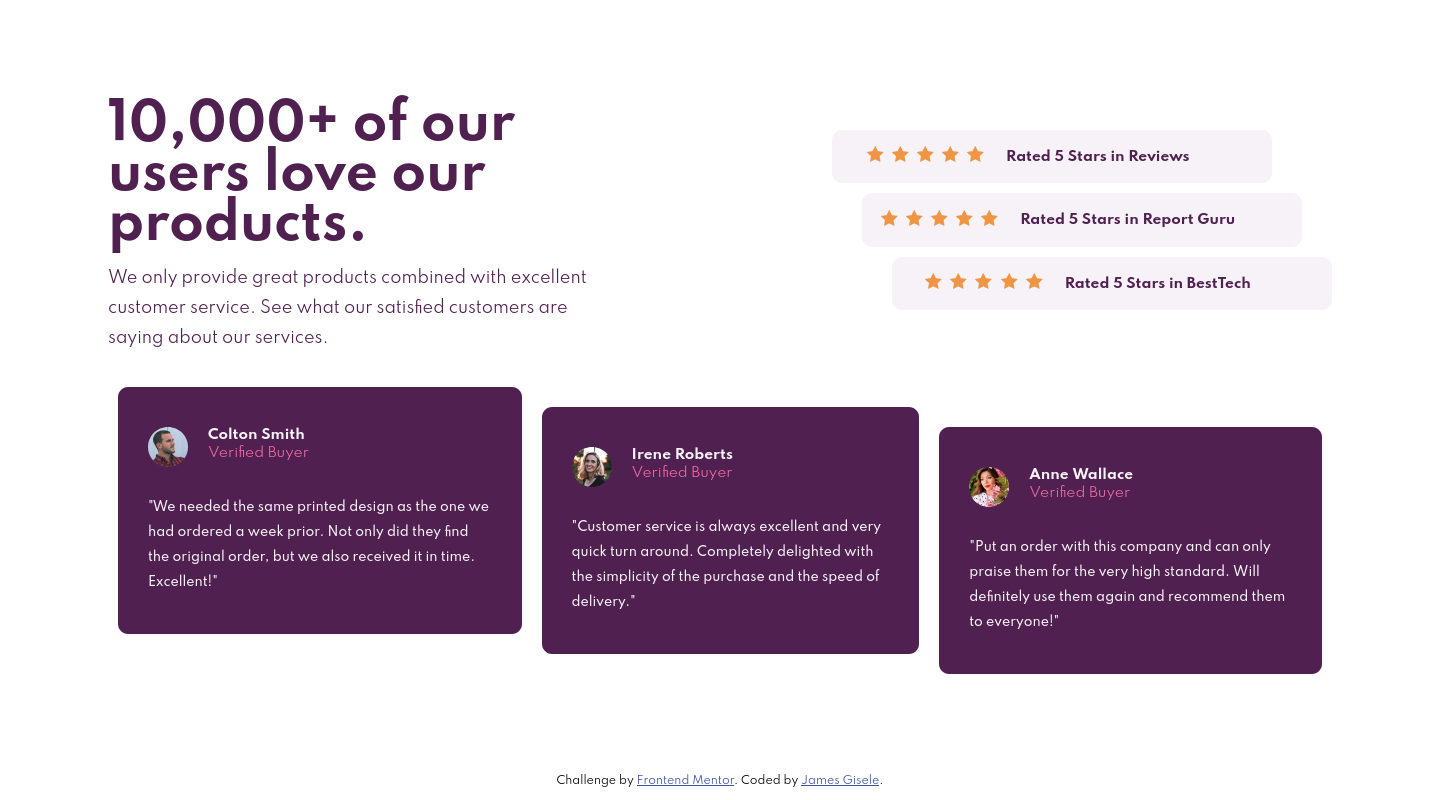 10,000+ of our
users love our
products.
We only provide great products combined with excellent
customer service. See what our satisfied customers are
saying about our services.
Rated 5 Stars in Reviews
Rated 5 Stars in Report Guru
Rated 5 Stars in BestTech
Colton Smith
Verified Buyer
"We needed the same printed design as the one we
had ordered a week prior. Not only did they find
the original order, but we also received it in time.
Excellent!"
Irene Roberts
Verified Buyer
"Customer service is always excellent and very
quick turn around. Completely delighted with
the simplicity of the purchase and the speed of
delivery."
Anne Wallace
Verified Buyer
"Put an order with this company and can only
praise them for the very high standard. Will
definitely use them again and recommend them
to everyone!"
Challenge by Frontend Mentor. Coded by James Gisele.